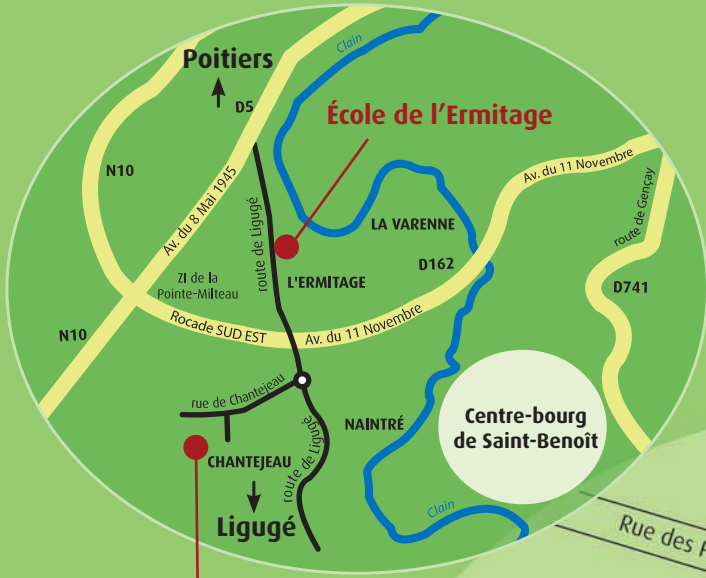 Clain
Poitiers
D5
École de l'Ermitage
N10
Av. du 8 Mai 1945
Av. du 11 Novembre
route de Gençay
route de Ligugé
LA VARENNE
D162
ZI de la
Pointe-Milteau
L'ERMITAGE
D741
N10
Rocade SUD EST
Av. du 11 Novembre
rue de Chantejeau
NAINTRÉ
Centre-bourg
de Saint-Benoît
CHANTEJEAU
route de Ligugé
Ligugé
Clain
Rue des